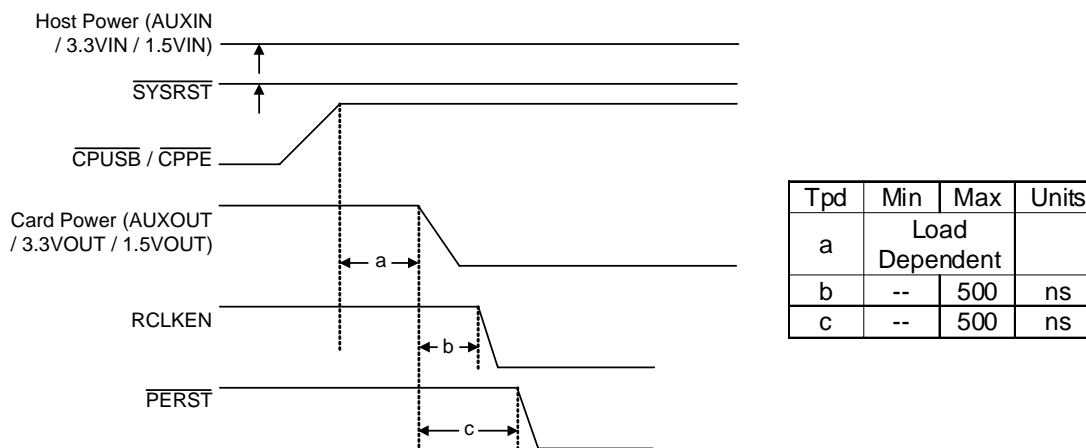 Host Power (AUXIN
/ 3.3VIN / 1.5VIN)
SYSRST
CPUSB / CPPE
Card Power (AUXOUT
/ 3.3VOUT / 1.5VOUT)
a
RCLKEN
b
PERST
c
Tpd Min Max Units
a Load
Dependent
b -- 500 ns
c -- 500 ns